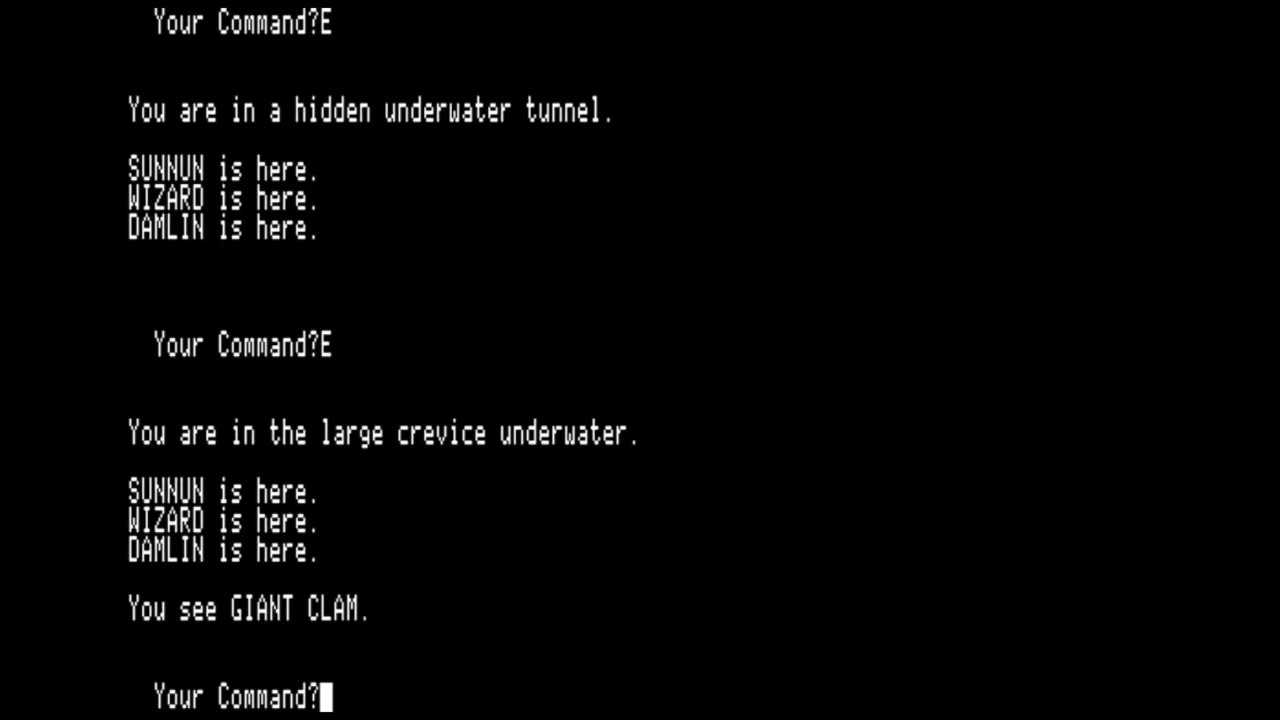 Your Command?E
You are in a hidden underwater tunnel.
SUNNUN is here.
WIZARD is here.
DAMLIN is here.
Your Command?E
You are in the large crevice underwater.
SUNNUN is here.
WIZARD is here.
DAMLIN is here.
You see GIANT CLAM.
Your Command?